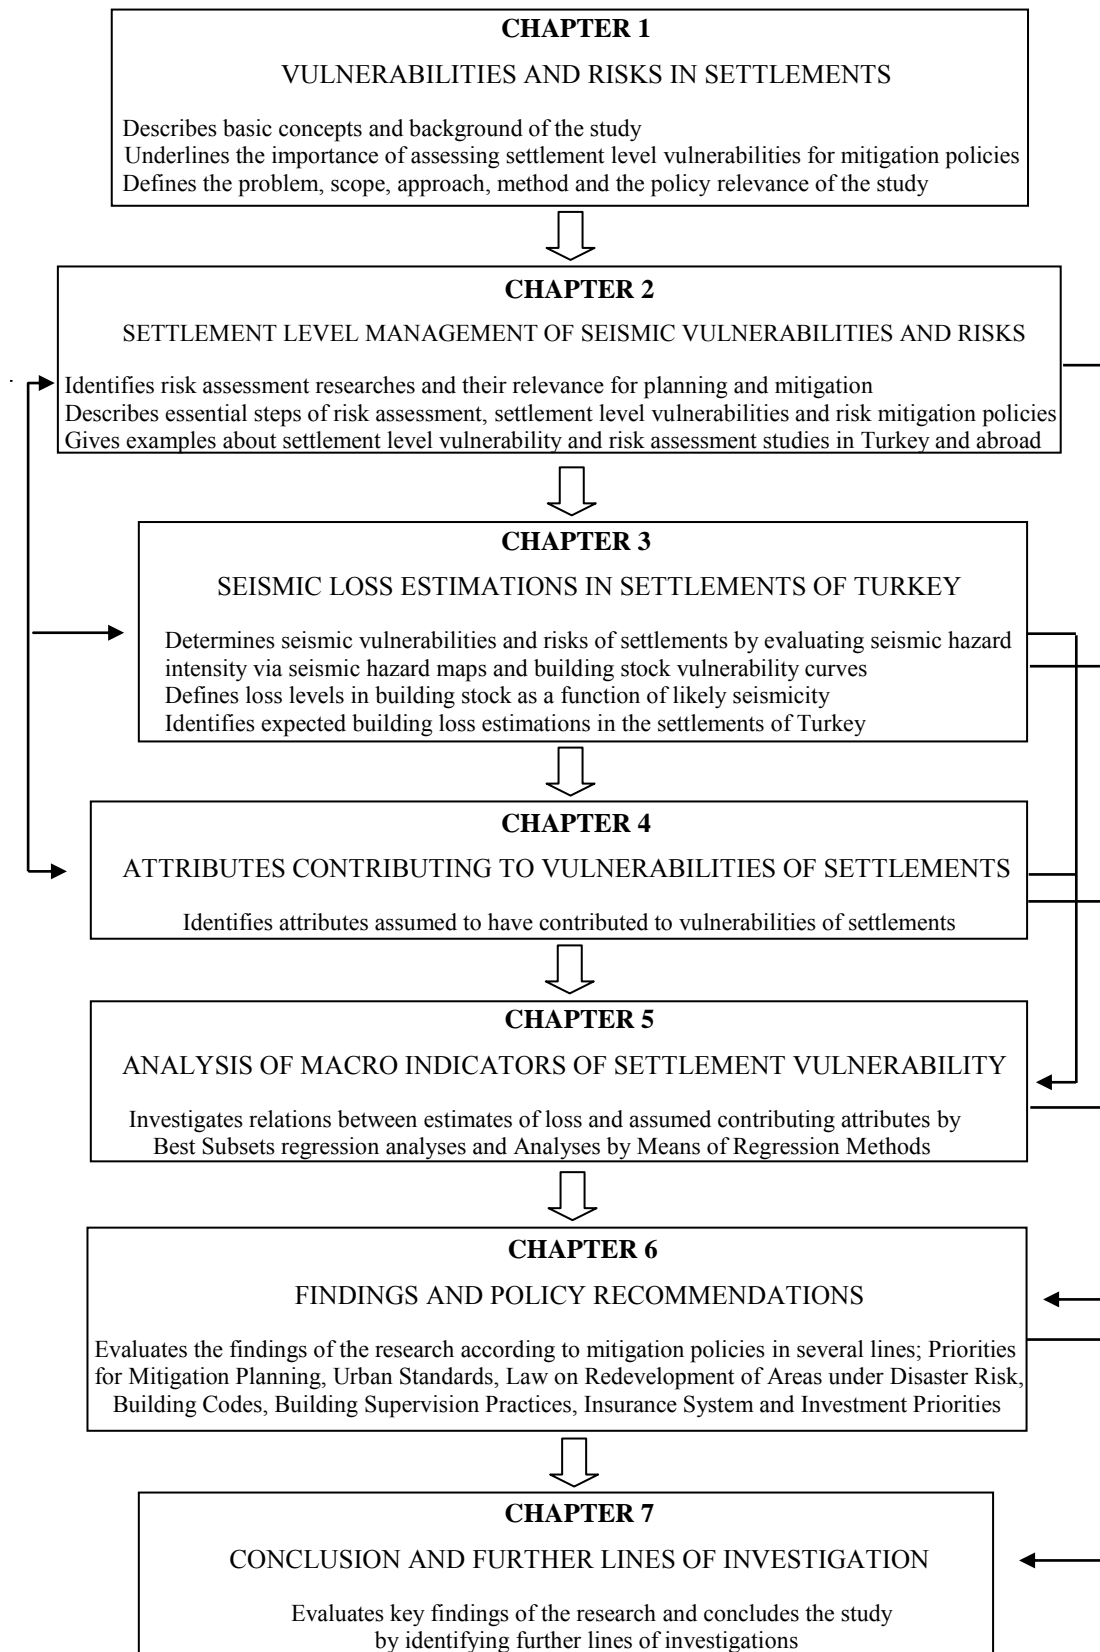 CHAPTER 1
VULNERABILITIES AND RISKS IN SETTLEMENTS
Describes basic concepts and background of the study
Underlines the importance of assessing settlement level vulnerabilities for mitigation policies
Defines the problem, scope, approach, method and the policy relevance of the study
CHAPTER 2
SETTLEMENT LEVEL MANAGEMENT OF SEISMIC VULNERABILITIES AND RISKS
Identifies risk assessment researches and their relevance for planning and mitigation
Describes essential steps of risk assessment, settlement level vulnerabilities and risk mitigation policies
Gives examples about settlement level vulnerability and risk assessment studies in Turkey and abroad
CHAPTER 3
SEISMIC LOSS ESTIMATIONS IN SETTLEMENTS OF TURKEY
Determines seismic vulnerabilities and risks of settlements by evaluating seismic hazard
intensity via seismic hazard maps and building stock vulnerability curves
Defines loss levels in building stock as a function of likely seismicity
Identifies expected building loss estimations in the settlements of Turkey
CHAPTER 4
ATTRIBUTES CONTRIBUTING TO VULNERABILITIES OF SETTLEMENTS
Identifies attributes assumed to have contributed to vulnerabilities of settlements
CHAPTER 5
ANALYSIS OF MACRO INDICATORS OF SETTLEMENT VULNERABILITY
Investigates relations between estimates of loss and assumed contributing attributes by
Best Subsets regression analyses and Analyses by Means of Regression Methods
CHAPTER 6
FINDINGS AND POLICY RECOMMENDATIONS
Evaluates the findings of the research according to mitigation policies in several lines; Priorities
for Mitigation Planning, Urban Standards, Law on Redevelopment of Areas under Disaster Risk,
Building Codes, Building Supervision Practices, Insurance System and Investment Priorities
CHAPTER 7
CONCLUSION AND FURTHER LINES OF INVESTIGATION
Evaluates key findings of the research and concludes the study
by identifying further lines of investigations